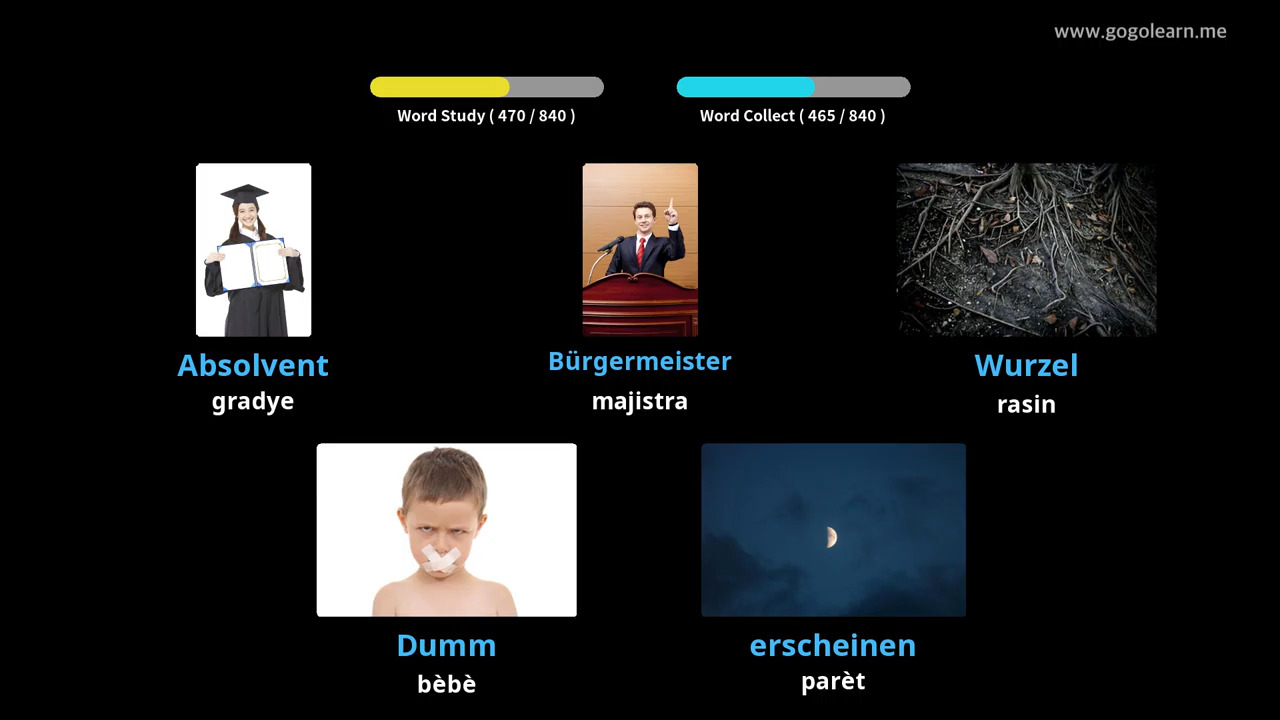 www.gogolearn.me
Word Study ( 470 / 840 )
Word Collect ( 465 / 840 )
Absolvent
gradye
Bürgermeister
majistra
Wurzel
rasin
Dumm
bèbè
erscheinen
parèt